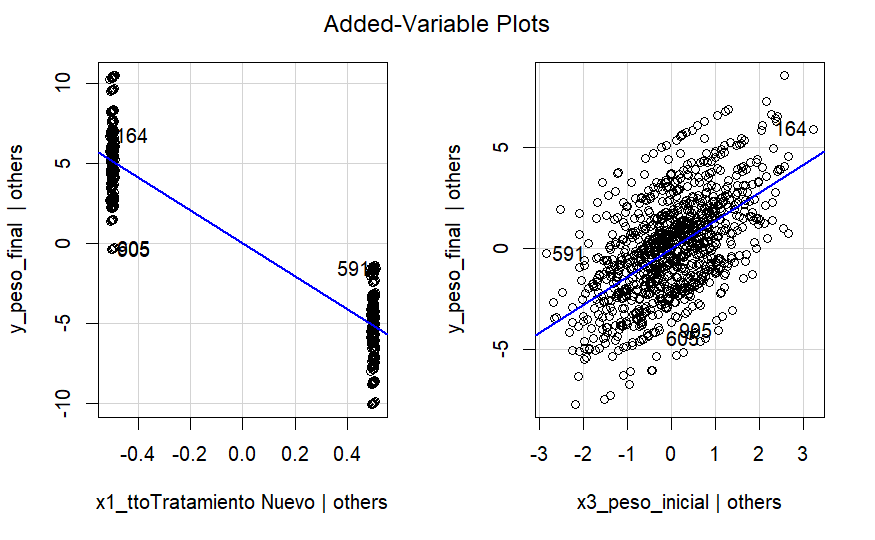 Added-Variable Plots
y_peso_final | others
10
5
0
-5
-10
164
605
591
-0.4 -0.2 0.0 0.2 0.4
x1_ttoTratamiento Nuevo | others
y_peso_final | others
5
0
-5
164
591
905
605
-3 -2 -1 0 1 2 3
x3_peso_inicial | others